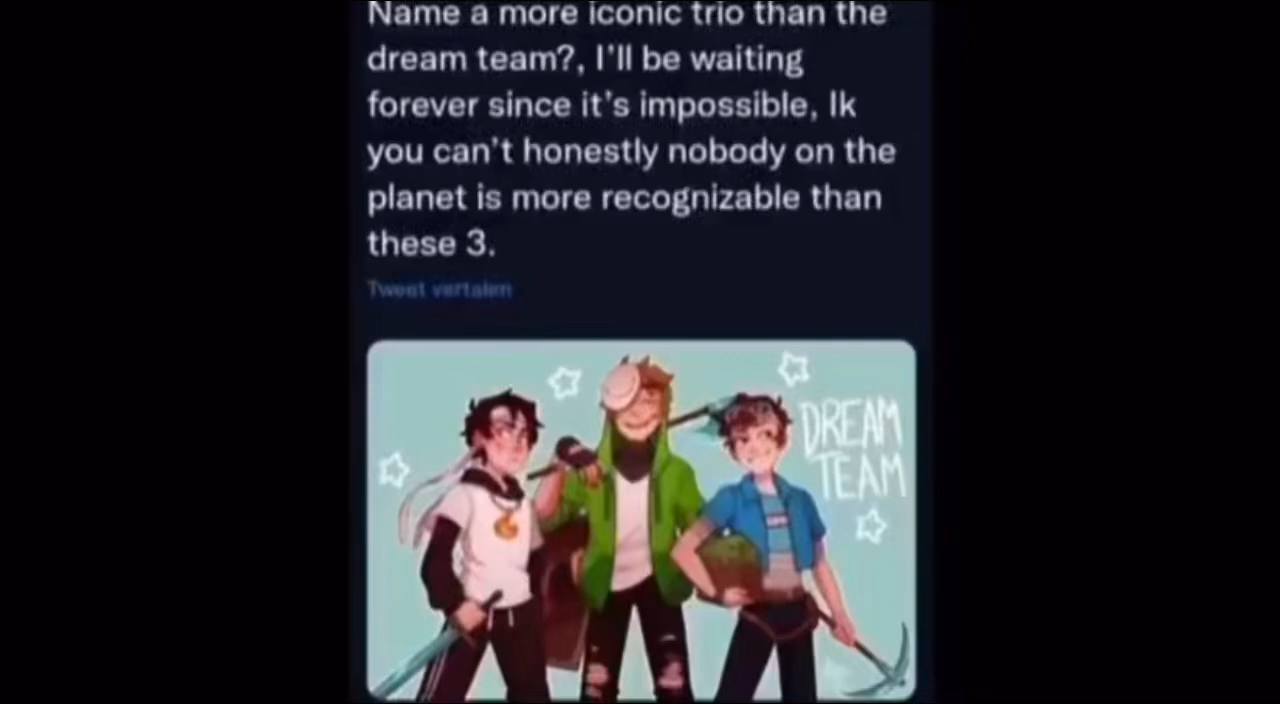 Name a more iconic trio than the
dream team?, I'll be waiting
forever since it's impossible, Ik
you can't honestly nobody on the
planet is more recognizable than
these 3.
Tweet vertalen
DREAM
TEAM